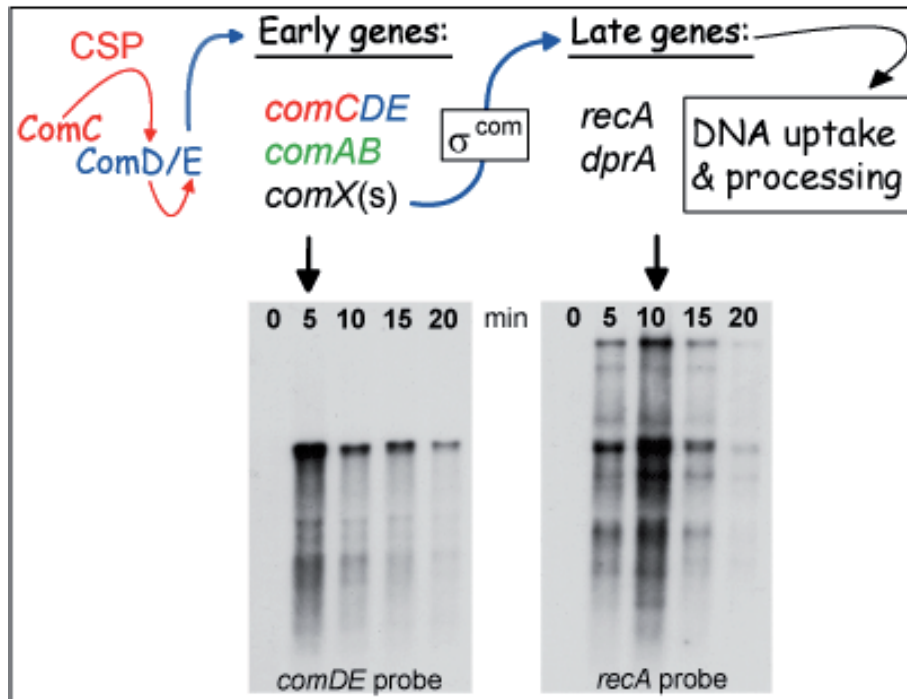 CSP
ComC
ComD/E
Early genes:
comCDE
comAB
comX(s)
σcom
Late genes:
recA
dprA
DNA uptake
& processing
0 5 10 15 20
min
0 5 10 15 20
comDE probe
recA probe